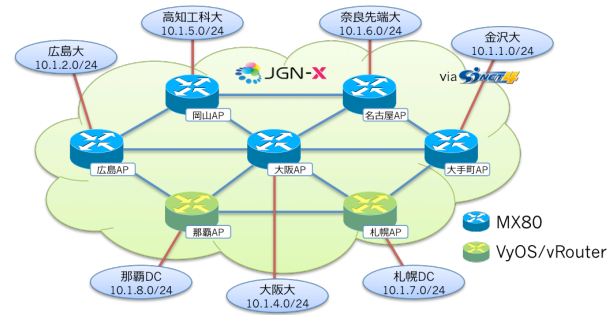 高知工科大
10.1.5.0/24
奈良先端大
10.1.6.0/24
広島大
10.1.2.0/24
金沢大
10.1.1.0/24
JGN-X
via SINET4
岡山AP
名古屋AP
広島AP
大阪AP
大手町AP
那覇AP
札幌AP
MX80
VyOS/vRouter
那覇DC
10.1.8.0/24
大阪大
10.1.4.0/24
札幌DC
10.1.7.0/24